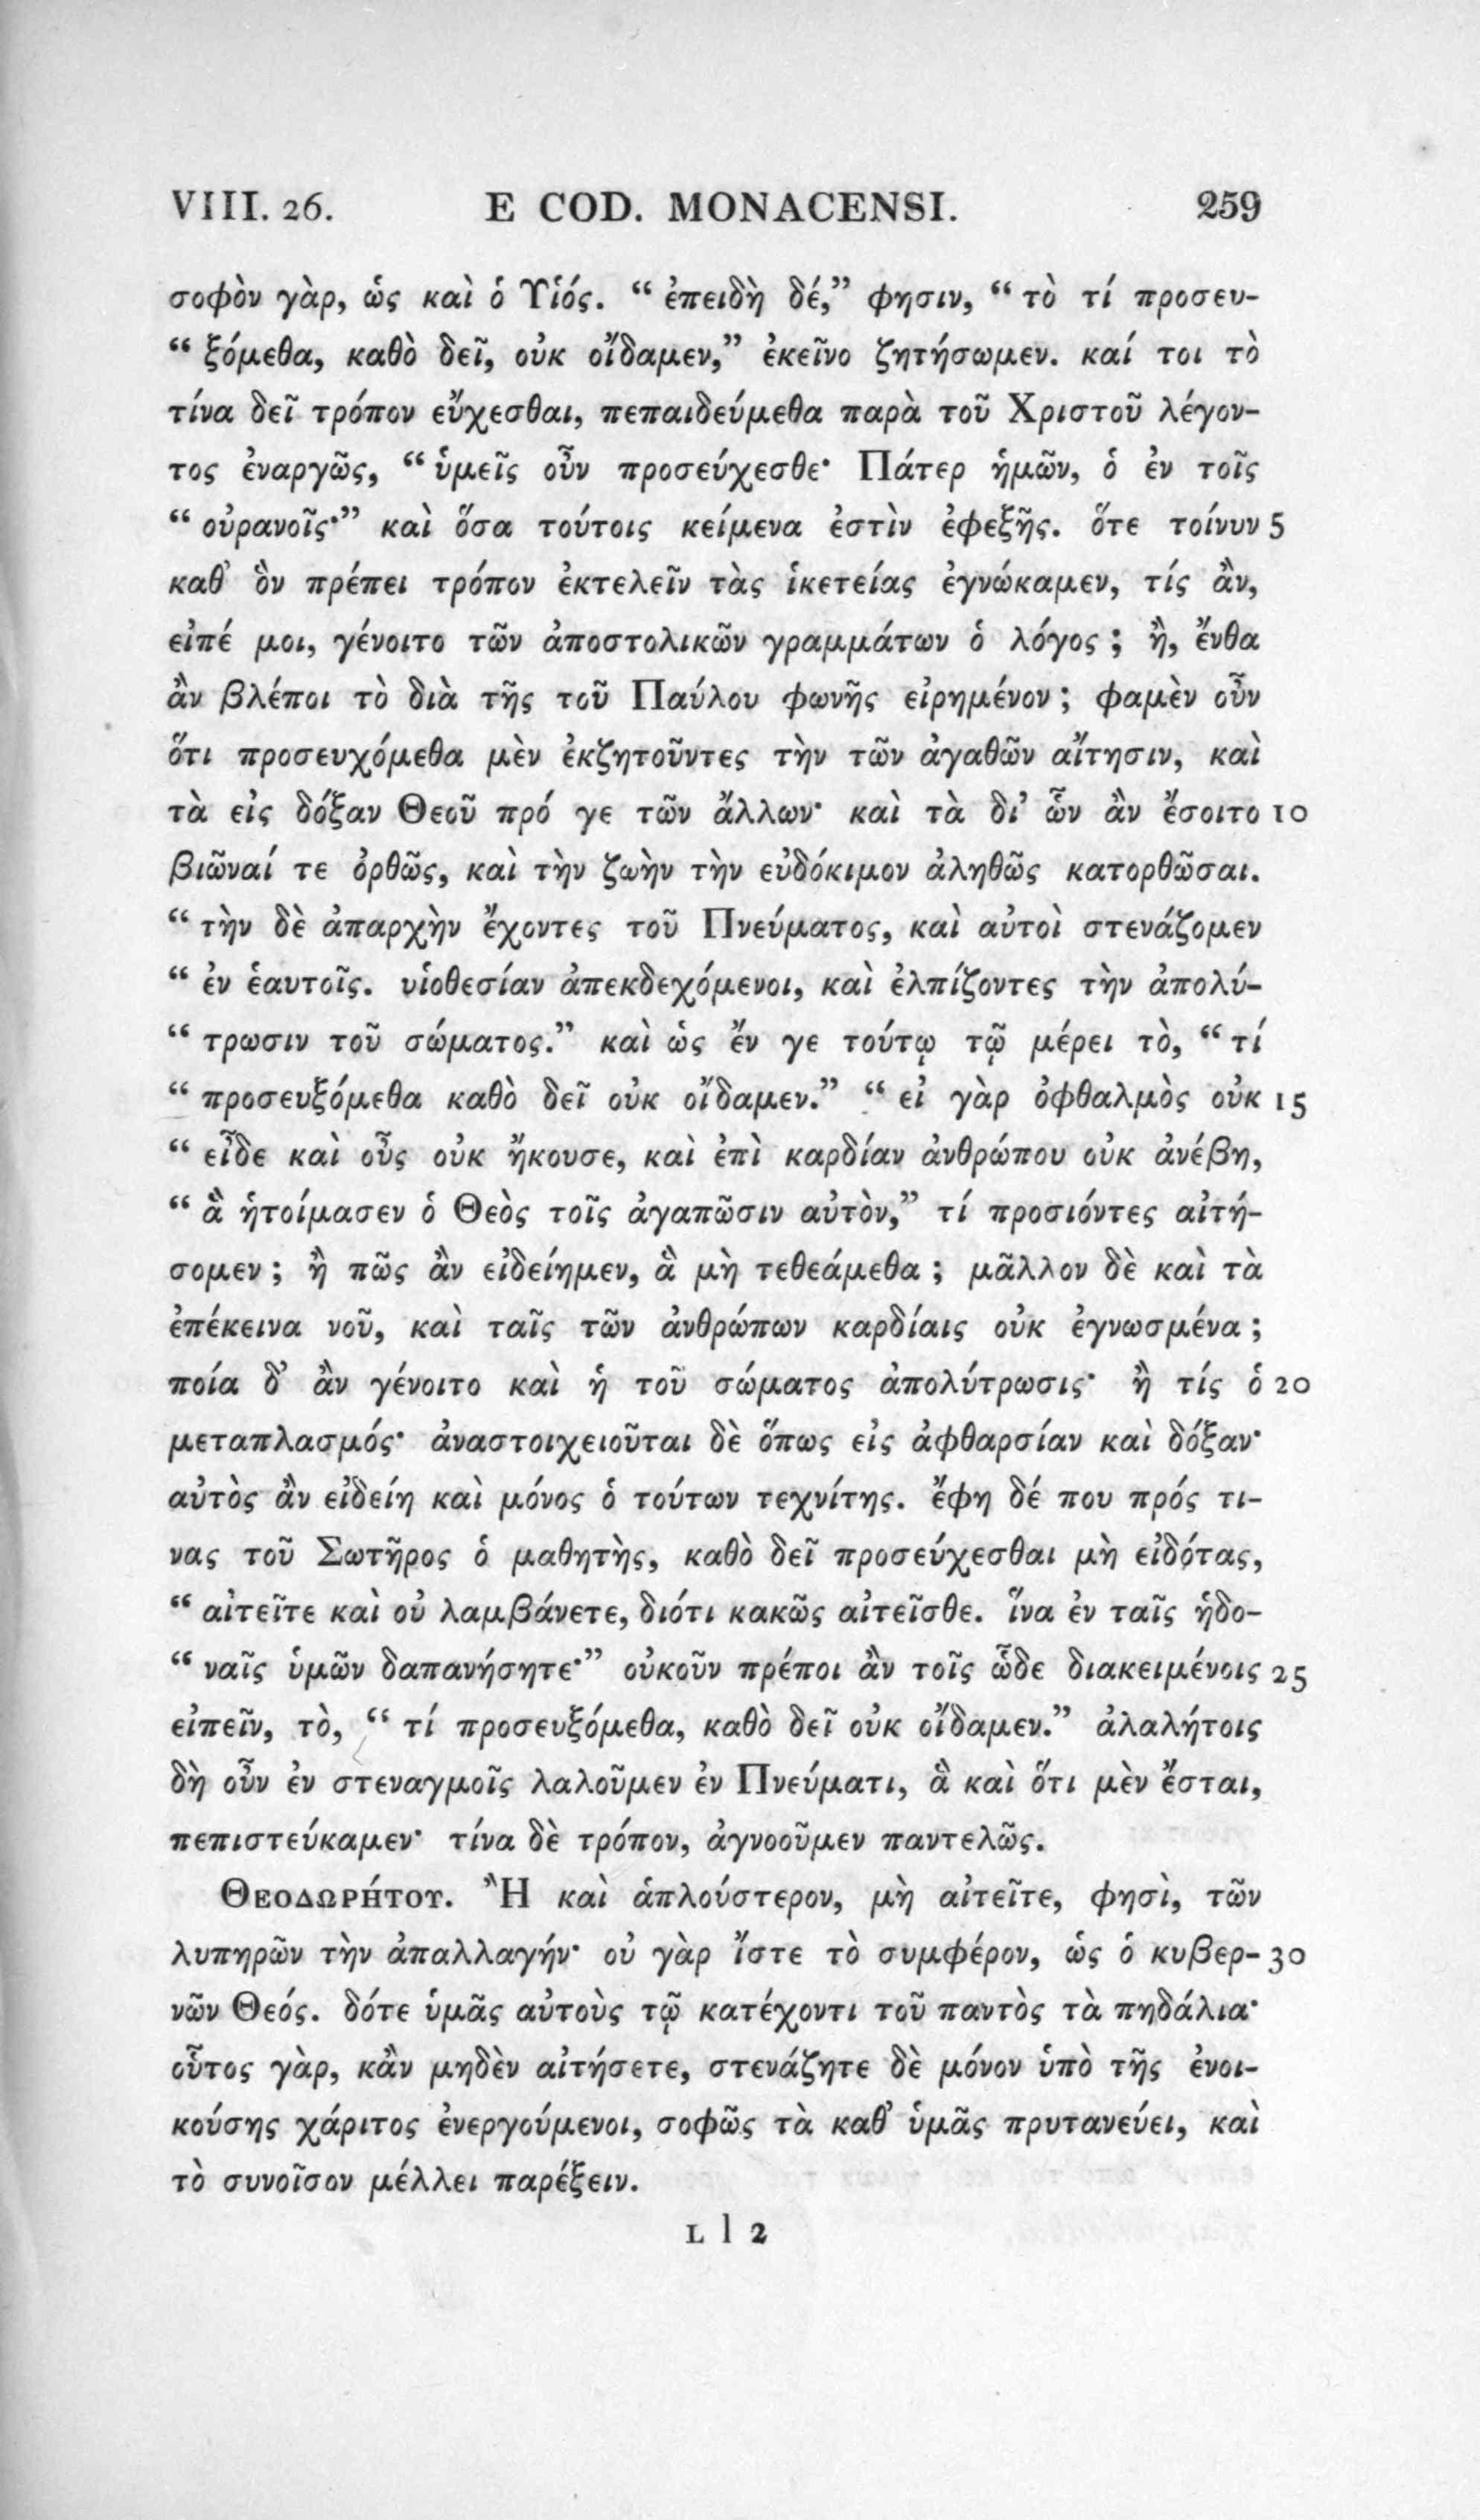 VIII. 26. E COD. MONACENSI. 259
σοφὸν γὰρ, ὡς καὶ ὁ Υἱός. “ ἐπειδὴ δέ,” φησιν, “ τὸ τί προσευ-
“ ξόμεθα, καθὸ δεῖ, οὐκ οἴδαμεν,” ἐκεῖνο ζητήσωμεν. καί τοι τὸ
τίνα δεῖ τρόπον εὔχεσθαι, πεπαιδεύμεθα παρὰ τοῦ Χριστοῦ λέγον-
τος ἐναργῶς, “ ὑμεῖς οὖν προσεύχεσθε· Πάτερ ἡμῶν, ὁ ἐν τοῖς
“ οὐρανοῖς·” καὶ ὅσα τούτοις κείμενα ἐστὶν ἐφεξῆς. ὅτε τοίνυν 5
καθ’ ὃν πρέπει τρόπον ἐκτελεῖν τὰς ἱκετείας ἐγνώκαμεν, τίς ἂν,
εἰπέ μοι, γένοιτο τῶν ἀποστολικῶν γραμμάτων ὁ λόγος ; ἢ, ἔνθα
ἂν βλέποι τὸ διὰ τῆς τοῦ Παύλου φωνῆς εἰρημένον ; φαμὲν οὖν
ὅτι προσευχόμεθα μὲν ἐκζητοῦντες τὴν τῶν ἀγαθῶν αἴτησιν, καὶ
τὰ εἰς δόξαν Θεοῦ πρό γε τῶν ἄλλων· καὶ τὰ δι’ ὧν ἂν ἔσοιτο 10
βιῶναί τε ὀρθῶς, καὶ τὴν ζωὴν τὴν εὐδόκιμον ἀληθῶς κατορθῶσαι.
“ τὴν δὲ ἀπαρχὴν ἔχοντες τοῦ Πνεύματος, καὶ αὐτοὶ στενάζομεν
“ ἐν ἑαυτοῖς. υἱοθεσίαν ἀπεκδεχόμενοι, καὶ ἐλπίζοντες τὴν ἀπολύ-
“ τρωσιν τοῦ σώματος.” καὶ ὡς ἔν γε τούτῳ τῷ μέρει τὸ, “ τί
“ προσευξόμεθα καθὸ δεῖ οὐκ οἴδαμεν.” “ εἰ γὰρ ὀφθαλμὸς οὐκ 15
“ εἶδε καὶ οὖς οὐκ ἤκουσε, καὶ ἐπὶ καρδίαν ἀνθρώπου οὐκ ἀνέβη,
“ ἃ ἡτοίμασεν ὁ Θεὸς τοῖς ἀγαπῶσιν αὐτὸν,” τί προσιόντες αἰτή-
σομεν ; ἢ πῶς ἂν εἰδείημεν, ἃ μὴ τεθεάμεθα ; μᾶλλον δὲ καὶ τὰ
ἐπέκεινα νοῦ, καὶ ταῖς τῶν ἀνθρώπων καρδίαις οὐκ ἐγνωσμένα ;
ποία δ’ ἂν γένοιτο καὶ ἡ τοῦ σώματος ἀπολύτρωσις· ἢ τίς ὁ 20
μεταπλασμός· ἀναστοιχειοῦται δὲ ὅπως εἰς ἀφθαρσίαν καὶ δόξαν·
αὐτὸς ἂν εἰδείη καὶ μόνος ὁ τούτων τεχνίτης. ἔφη δέ που πρός τι-
νας τοῦ Σωτῆρος ὁ μαθητὴς, καθὸ δεῖ προσεύχεσθαι μὴ εἰδότας,
“ αἰτεῖτε καὶ οὐ λαμβάνετε, διότι κακῶς αἰτεῖσθε. ἵνα ἐν ταῖς ἡδο-
“ ναῖς ὑμῶν δαπανήσητε·” οὐκοῦν πρέποι ἂν τοῖς ὧδε διακειμένοις 25
εἰπεῖν, τὸ, “ τί προσευξόμεθα, καθὸ δεῖ οὐκ οἴδαμεν.” ἀλαλήτοις
δὴ οὖν ἐν στεναγμοῖς λαλοῦμεν ἐν Πνεύματι, ἃ καὶ ὅτι μὲν ἔσται,
πεπιστεύκαμεν· τίνα δὲ τρόπον, ἀγνοοῦμεν παντελῶς.
ΘΕΟΔΩΡΉΤΟΥ. Ἢ καὶ ἁπλούστερον, μὴ αἰτεῖτε, φησὶ, τῶν
λυπηρῶν τὴν ἀπαλλαγήν· οὐ γὰρ ἴστε τὸ συμφέρον, ὡς ὁ κυβερ- 30
νῶν Θεός. δότε ὑμᾶς αὐτοὺς τῷ κατέχοντι τοῦ παντὸς τὰ πηδάλια·
οὗτος γὰρ, κἂν μηδὲν αἰτήσετε, στενάζητε δὲ μόνον ὑπὸ τῆς ἐνοι-
κούσης χάριτος ἐνεργούμενοι, σοφῶς τὰ καθ’ ὑμᾶς πρυτανεύει, καὶ
τὸ συνοῖσον μέλλει παρέξειν.
L l 2